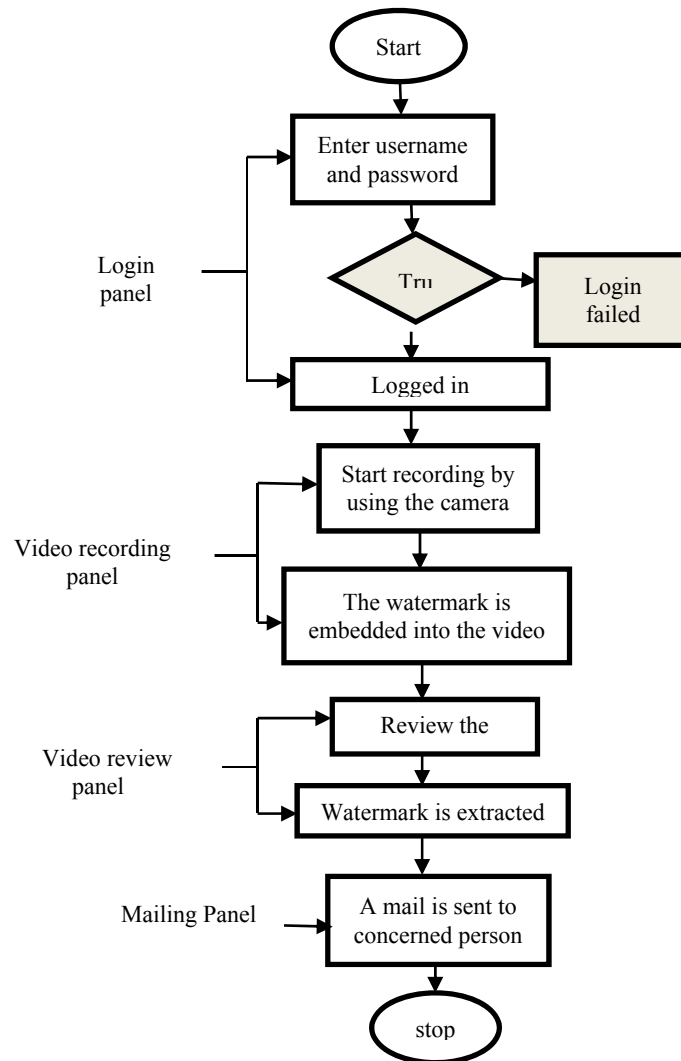 Start
Enter username
and password
Login
panel
Tru
Login
failed
Logged in
Start recording by
using the camera
Video recording
panel
The watermark is
embedded into the video
Review the
Video review
panel
Watermark is extracted
Mailing Panel
A mail is sent to
concerned person
stop